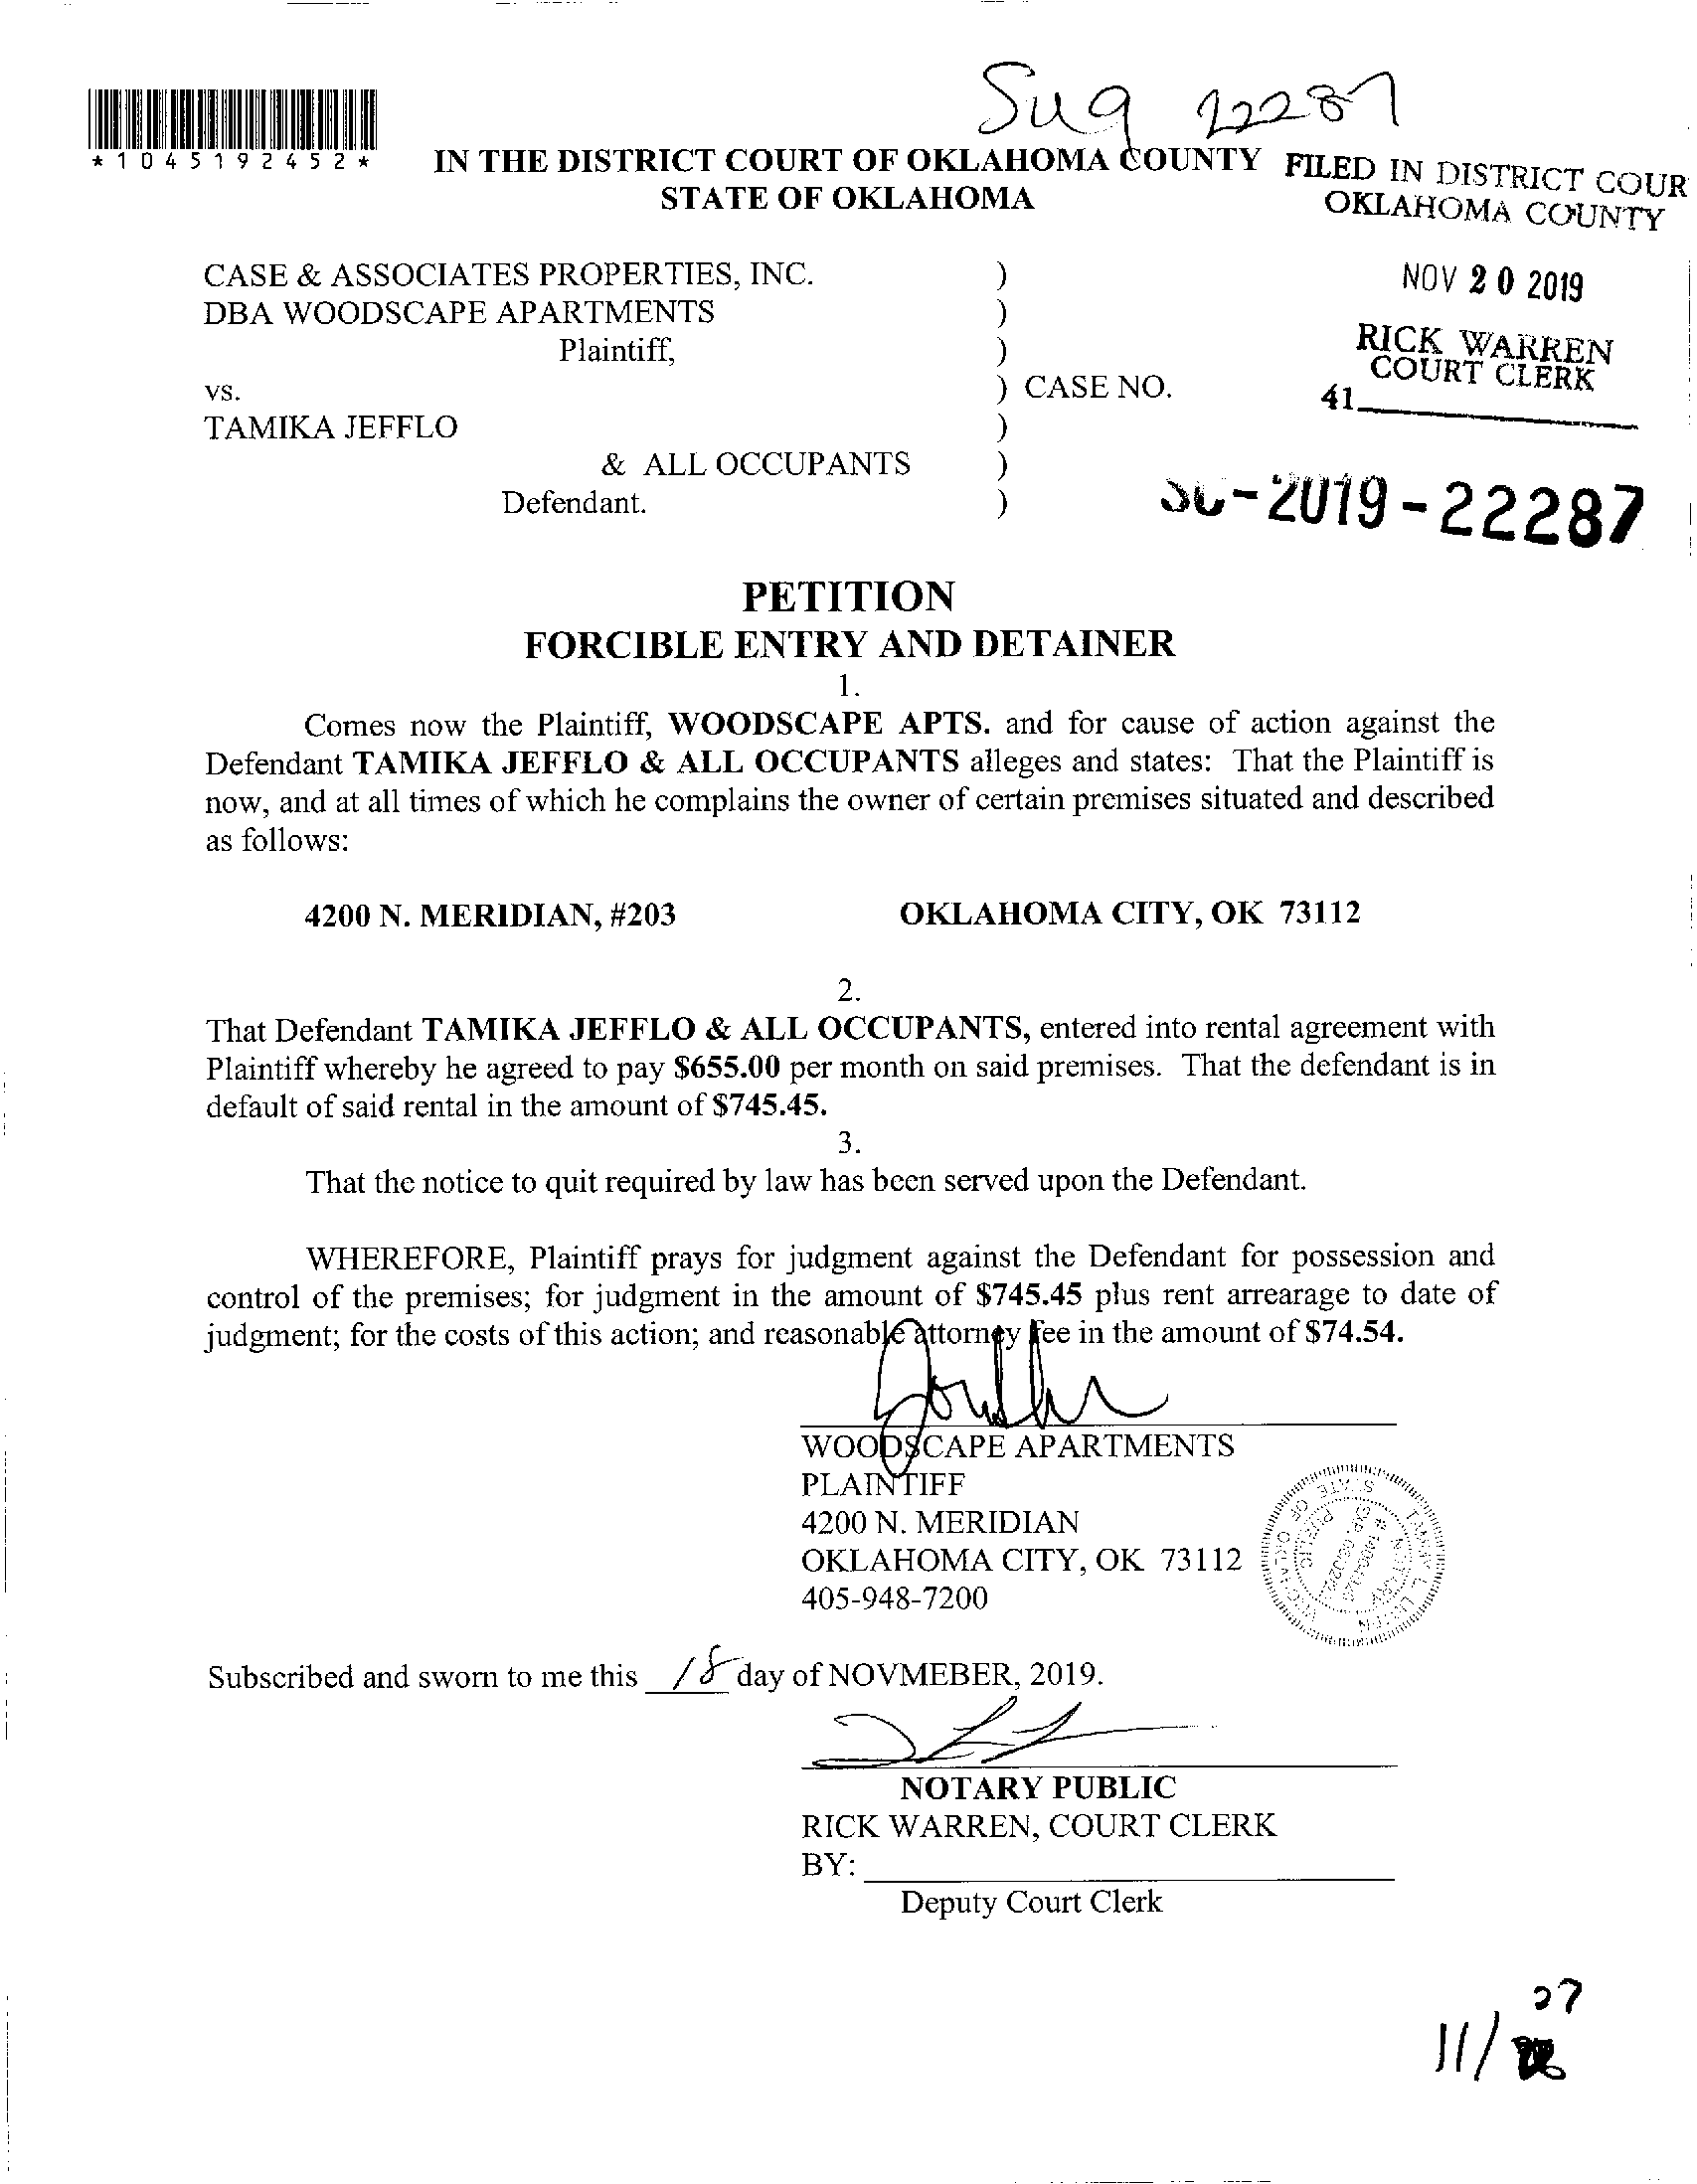 22287
*1045192452*
IN THE DISTRICT COURT OF OKLAHOMA COUNTY
STATE OF OKLAHOMA
FILED IN DISTRICT COUR
OKLAHOMA COUNTY
CASE & ASSOCIATES PROPERTIES, INC. )
NOV 20 2019
DBA WOODSCAPE APARTMENTS )
Plaintiff, )
RICK WARREN
COURT CLERK
vs. ) CASE NO.
41
TAMIKA JEFFLO )
& ALL OCCUPANTS )
Defendant. )
SC-2019-22287
PETITION
FORCIBLE ENTRY AND DETAINER
1.
Comes now the Plaintiff, WOODSCAPE APTS. and for cause of action against the
Defendant TAMIKA JEFFLO & ALL OCCUPANTS alleges and states: That the Plaintiff is
now, and at all times of which he complains the owner of certain premises situated and described
as follows:
4200 N. MERIDIAN, #203 OKLAHOMA CITY, OK 73112
2.
That Defendant TAMIKA JEFFLO & ALL OCCUPANTS, entered into rental agreement with
Plaintiff whereby he agreed to pay $655.00 per month on said premises. That the defendant is in
default of said rental in the amount of $745.45.
3.
That the notice to quit required by law has been served upon the Defendant.
WHEREFORE, Plaintiff prays for judgment against the Defendant for possession and
control of the premises; for judgment in the amount of $745.45 plus rent arrearage to date of
judgment; for the costs of this action; and reasonable attorney fee in the amount of $74.54.
WOODSCAPE APARTMENTS
PLAINTIFF
4200 N. MERIDIAN
OKLAHOMA CITY, OK 73112
405-948-7200
STATE OF OKLAHOMA
NOTARY PUBLIC
Subscribed and sworn to me this 18 day of NOVMEBER, 2019.
NOTARY PUBLIC
RICK WARREN, COURT CLERK
BY:
Deputy Court Clerk
27
11/